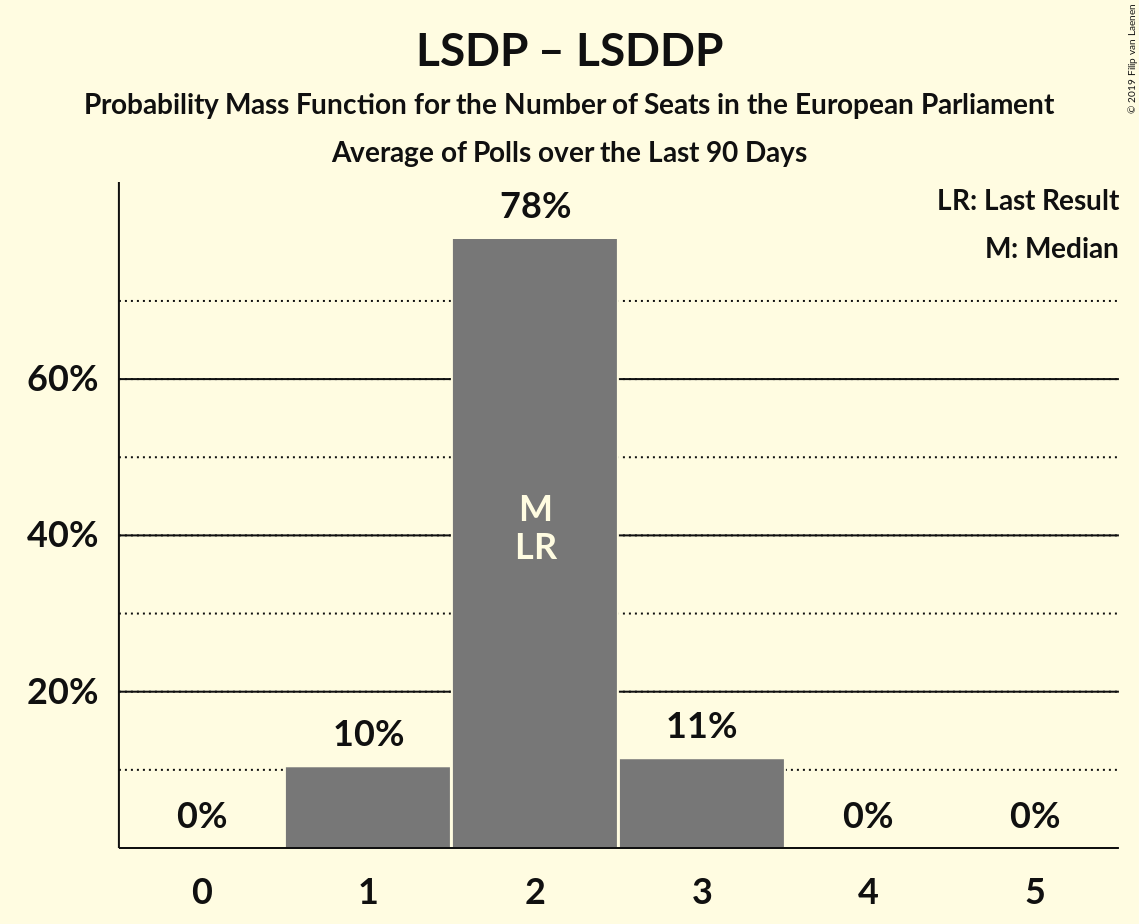 LSDP – LSDDP
Probability Mass Function for the Number of Seats in the European Parliament
Average of Polls over the Last 90 Days
© 2019 Filip van Laenen
LR: Last Result
M: Median
78%
60%
M
40%
LR
20%
10%
11%
0%
0%
0%
0
1
2
3
4
5